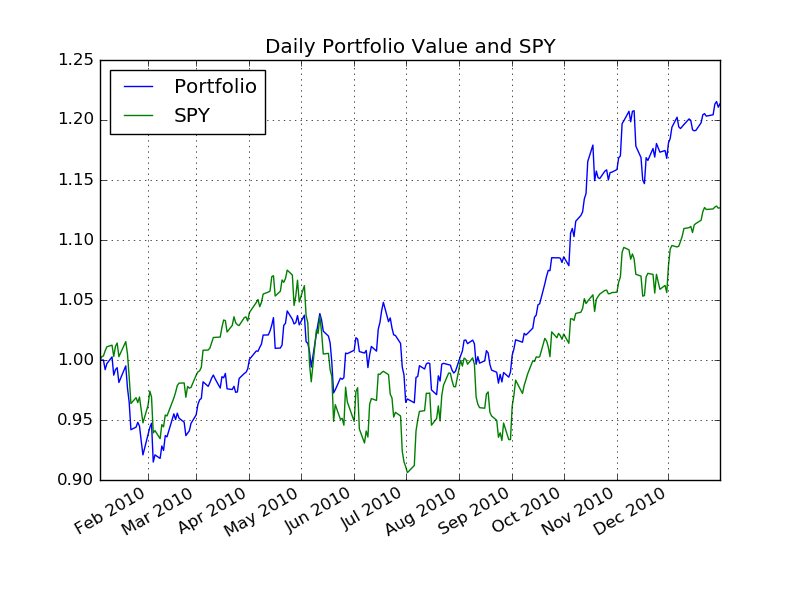 Daily Portfolio Value and SPY
1.25
1.20
1.15
1.10
1.05
1.00
0.95
0.90
Portfolio
SPY
Feb 2010
Mar 2010
Apr 2010
May 2010
Jun 2010
Jul 2010
Aug 2010
Sep 2010
Oct 2010
Nov 2010
Dec 2010